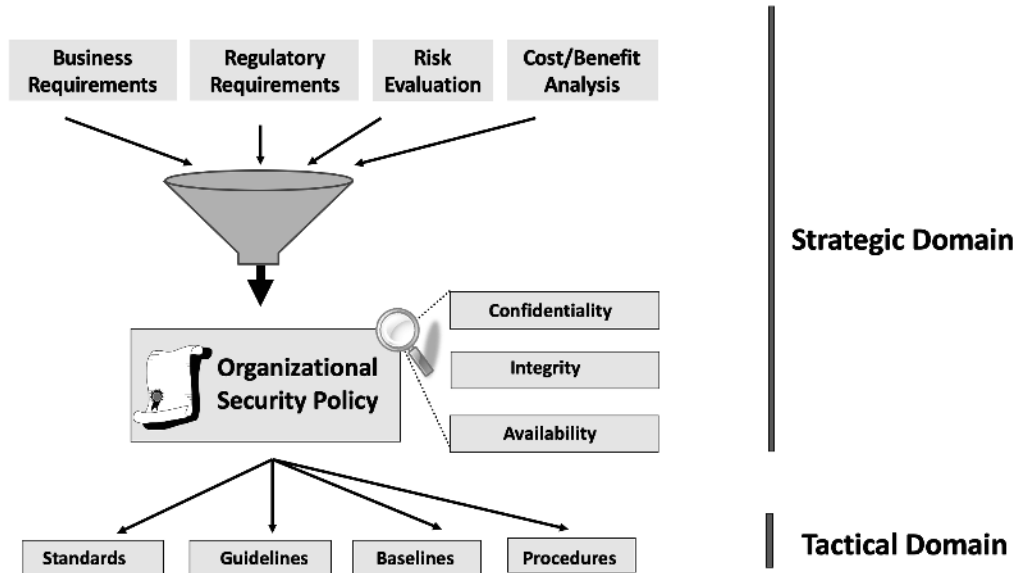 Business
Requirements
Regulatory
Requirements
Risk
Evaluation
Cost/Benefit
Analysis
Strategic Domain
Confidentiality
Integrity
Availability
Organizational
Security Policy
Standards
Guidelines
Baselines
Procedures
Tactical Domain